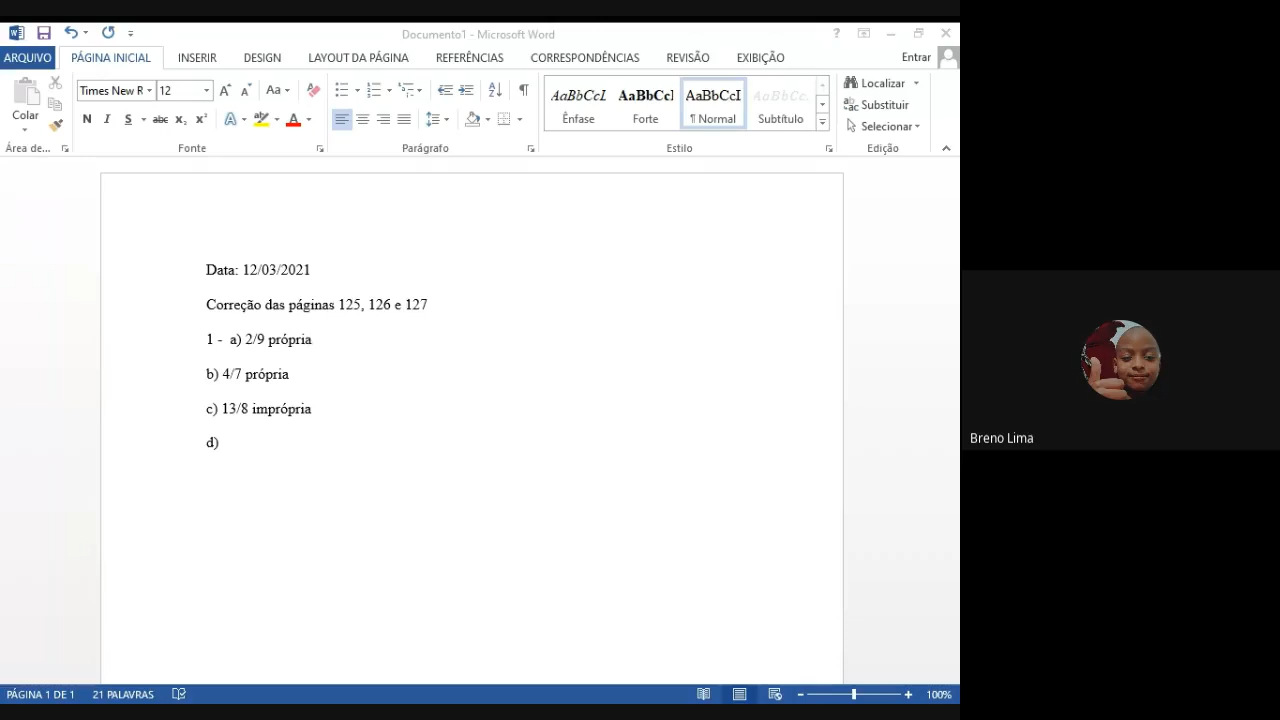 Documento1 - Microsoft Word
ARQUIVO PÁGINA INICIAL INSERIR DESIGN LAYOUT DA PÁGINA REFERÊNCIAS CORRESPONDÊNCIAS REVISÃO EXIBIÇÃO Entrar
Colar
Área de...
Times New R 12
Aa
N I S abc x₂ x² A ab A
Fonte
Parágrafo
AaBbCcI AaBbCcI AaBbCcI AaBbCc.
Ênfase Forte ¶ Normal Subtítulo
Estilo
Localizar
Substituir
Selecionar
Edição
Data: 12/03/2021
Correção das páginas 125, 126 e 127
1 - a) 2/9 própria
b) 4/7 própria
c) 13/8 imprópria
d)
Breno Lima
PÁGINA 1 DE 1 21 PALAVRAS 100%